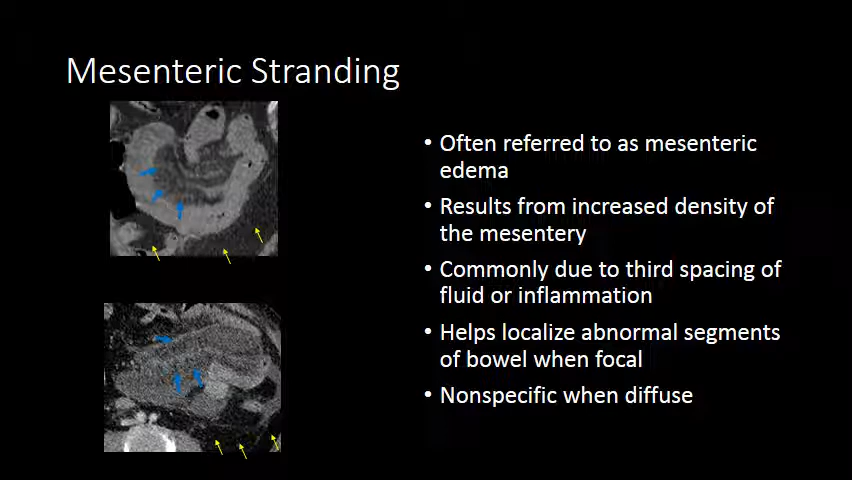 Mesenteric Stranding
• Often referred to as mesenteric
edema
• Results from increased density of
the mesentery
• Commonly due to third spacing of
fluid or inflammation
• Helps localize abnormal segments
of bowel when focal
• Nonspecific when diffuse